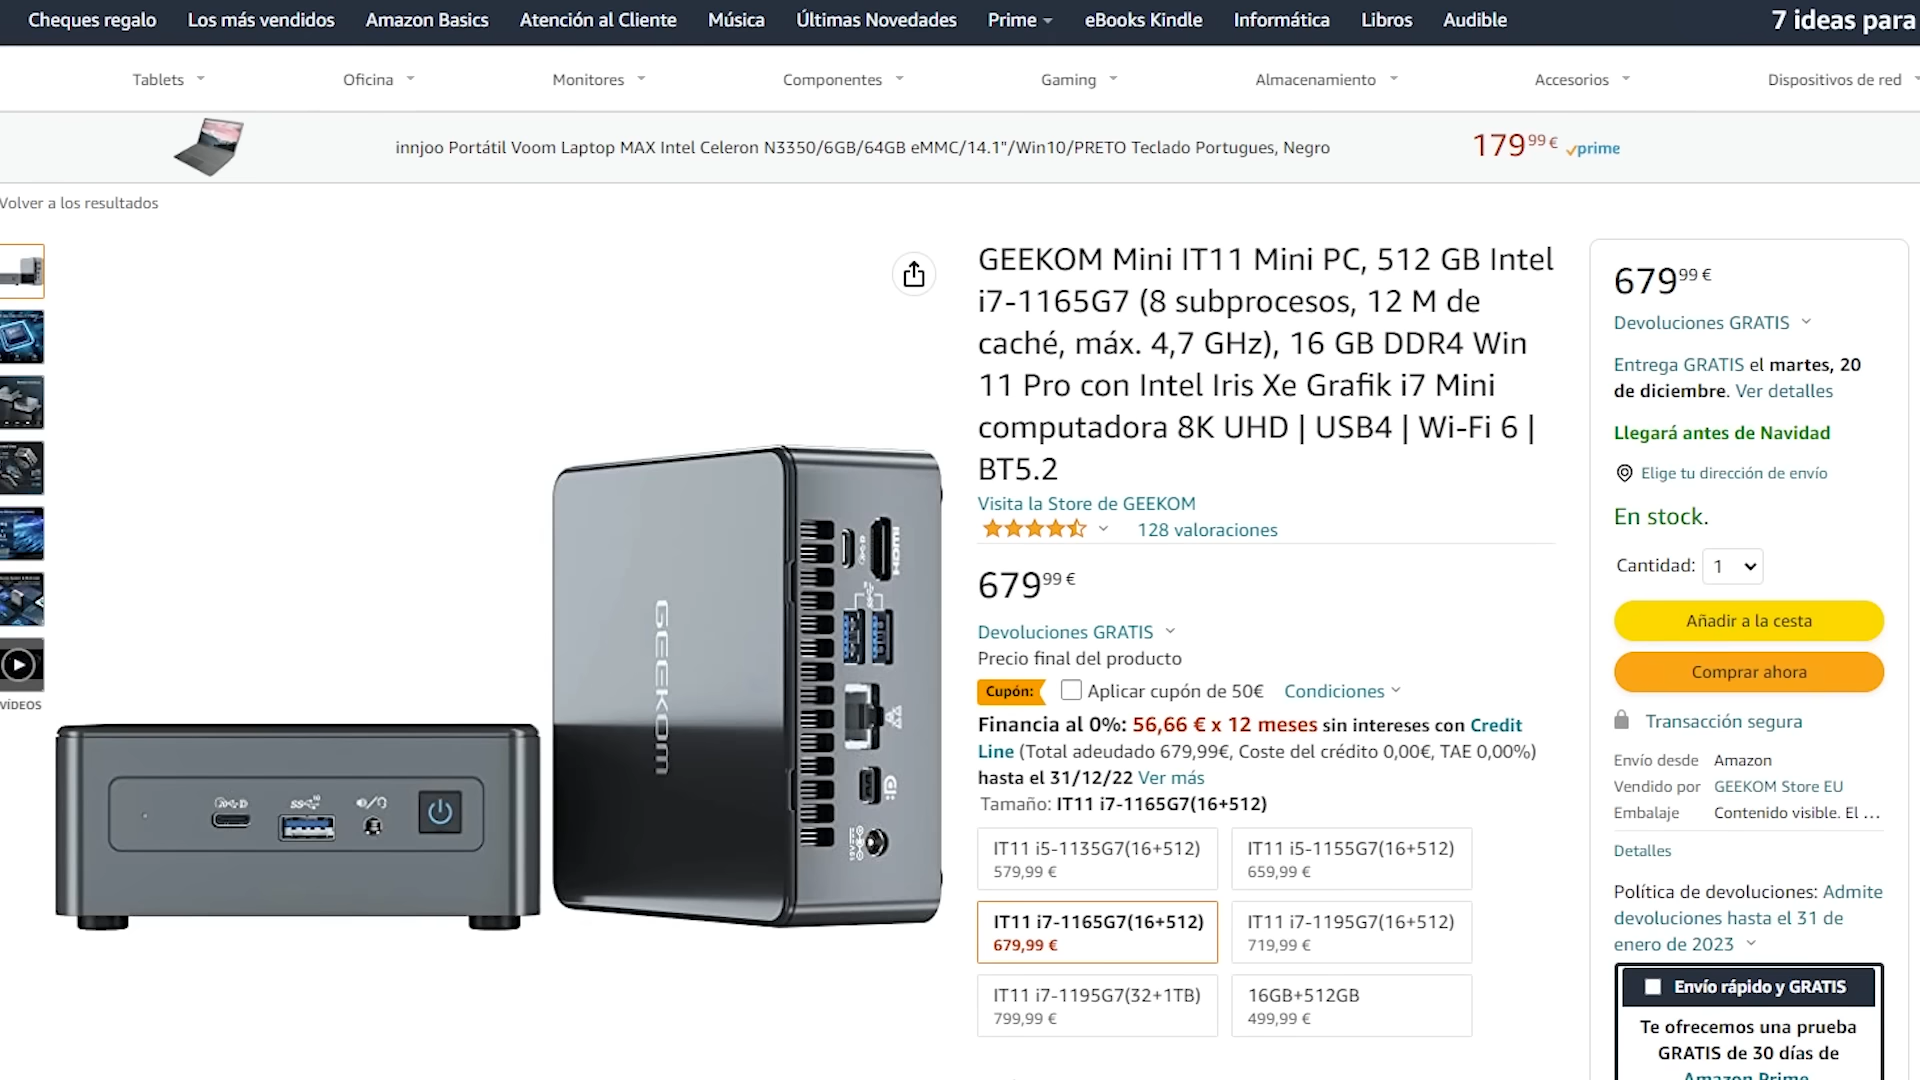 Cheques regalo Los más vendidos Amazon Basics Atención al Cliente Música Últimas Novedades Prime eBooks Kindle Informática Libros Audible 7 ideas para
Tablets Oficina Monitores Componentes Gaming Almacenamiento Accesorios Dispositivos de red
innjoo Portátil Voom Laptop MAX Intel Celeron N3350/6GB/64GB eMMC/14.1"/Win10/PRETO Teclado Portugues, Negro 179 99 € prime
Volver a los resultados
VÍDEOS
GEEKOM
HDMI
GEEKOM Mini IT11 Mini PC, 512 GB Intel
i7-1165G7 (8 subprocesos, 12 M de
caché, máx. 4,7 GHz), 16 GB DDR4 Win
11 Pro con Intel Iris Xe Grafik i7 Mini
computadora 8K UHD | USB4 | Wi-Fi 6 |
BT5.2
Visita la Store de GEEKOM
128 valoraciones
679 99 €
Devoluciones GRATIS
Precio final del producto
Cupón: Aplicar cupón de 50€ Condiciones
Financia al 0%: 56,66 € x 12 meses sin intereses con Credit
Line (Total adeudado 679,99€, Coste del crédito 0,00€, TAE 0,00%)
hasta el 31/12/22 Ver más
Tamaño: IT11 i7-1165G7(16+512)
IT11 i5-1135G7(16+512)
579,99 €
IT11 i5-1155G7(16+512)
659,99 €
IT11 i7-1165G7(16+512)
679,99 €
IT11 i7-1195G7(16+512)
719,99 €
IT11 i7-1195G7(32+1TB)
799,99 €
16GB+512GB
499,99 €
679 99 €
Devoluciones GRATIS
Entrega GRATIS el martes, 20
de diciembre. Ver detalles
Llegará antes de Navidad
Elige tu dirección de envío
En stock.
Cantidad: 1
Añadir a la cesta
Comprar ahora
Transacción segura
Envío desde Amazon
Vendido por GEEKOM Store EU
Embalaje Contenido visible. El ...
Detalles
Política de devoluciones: Admite
devoluciones hasta el 31 de
enero de 2023
Envío rápido y GRATIS
Te ofrecemos una prueba
GRATIS de 30 días de
Amazon Prime